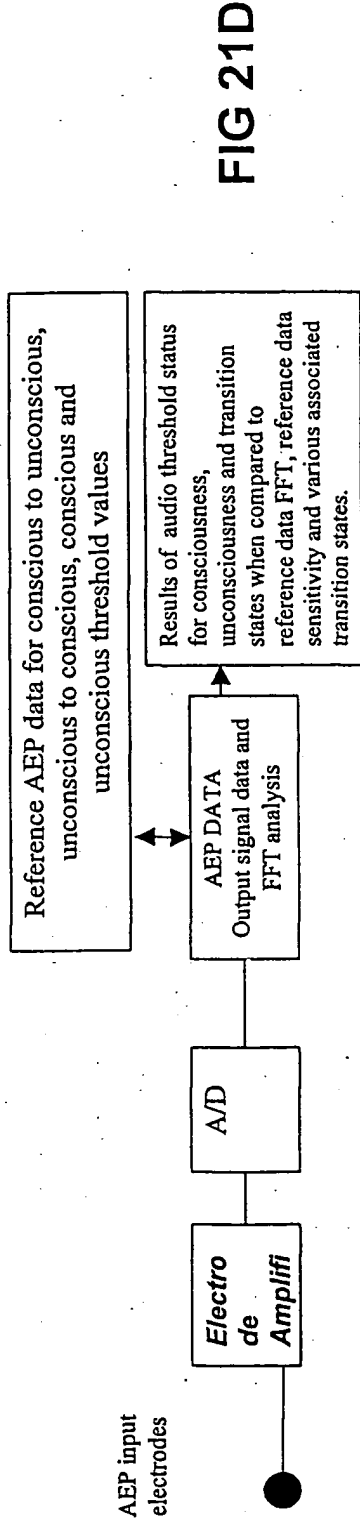 AEP input
electrodes
Electro
de
Amplifi
A/D
AEP DATA
Output signal data and
FFT analysis
Reference AEP data for conscious to unconscious,
unconscious to conscious, conscious and
unconscious threshold values
Results of audio threshold status
for consciousness,
unconsciousness and transition
states when compared to
reference data FFT, reference data
sensitivity and various associated
transition states.
FIG 21D